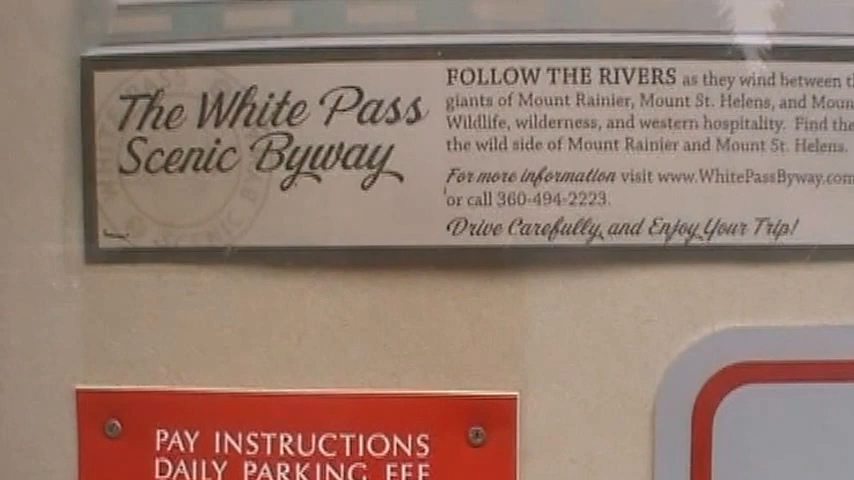 The White Pass
Scenic Byway
FOLLOW THE RIVERS as they wind between
giants of Mount Rainier, Mount St. Helens, and
Wildlife, wilderness, and western hospitality. Find the
the wild side of Mount Rainier and Mount St. Helens.
For more information visit www.WhitePassByway.com
or call 360-494-2223.
Drive Carefully and Enjoy Your Trip!
PAY INSTRUCTIONS
DAILY PARKING FEE